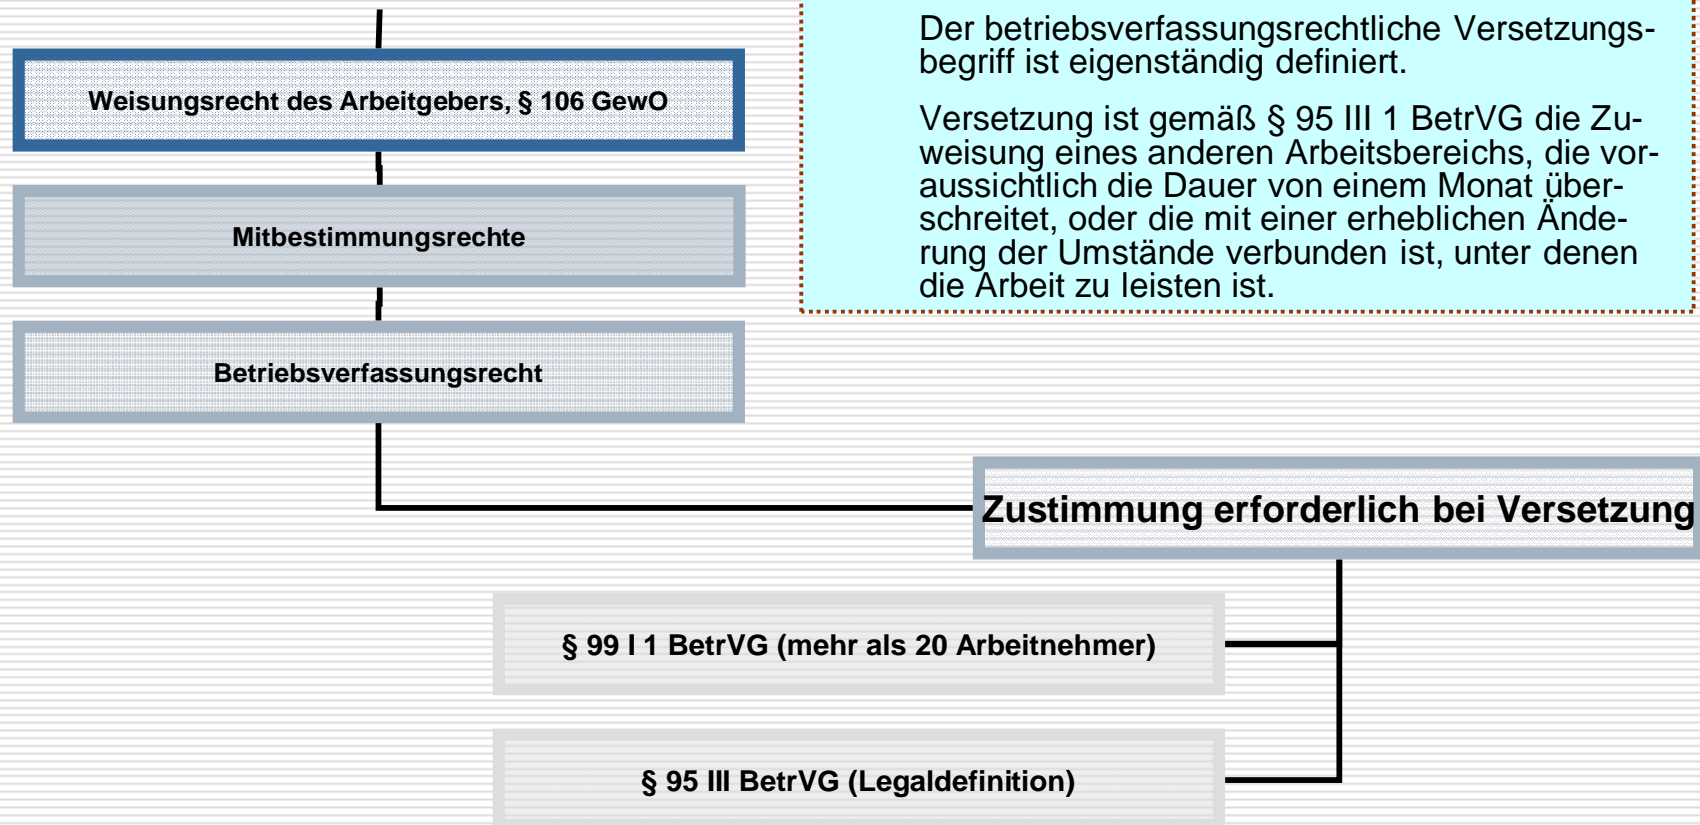 Der betriebsverfassungsrechtliche Versetzungs-
begriff ist eigenständig definiert.
Versetzung ist gemäß § 95 III 1 BetrVG die Zu-
weisung eines anderen Arbeitsbereichs, die vor-
aussichtlich die Dauer von einem Monat über-
schreitet, oder die mit einer erheblichen Ände-
rung der Umstände verbunden ist, unter denen
die Arbeit zu leisten ist.
Weisungsrecht des Arbeitgebers, § 106 GewO
Mitbestimmungsrechte
Betriebsverfassungsrecht
Zustimmung erforderlich bei Versetzung
§ 99 I 1 BetrVG (mehr als 20 Arbeitnehmer)
§ 95 III BetrVG (Legaldefinition)